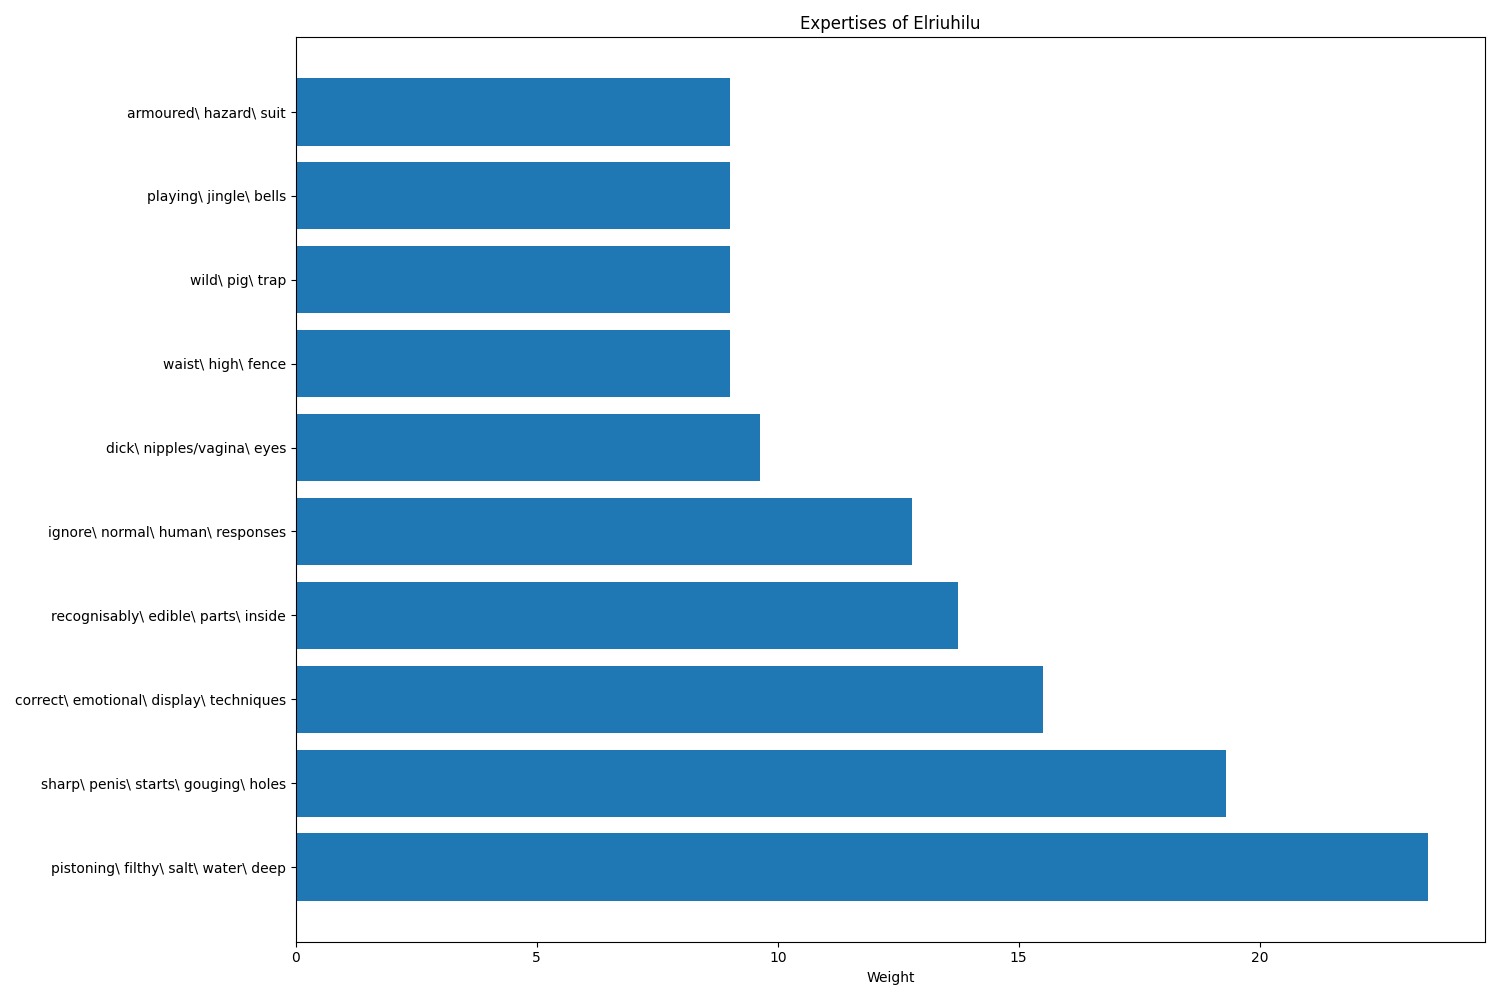 Expertises of Elriuhilu
armoured\ hazard\ suit
playing\ jingle\ bells
wild\ pig\ trap
waist\ high\ fence
dick\ nipples/vagina\ eyes
ignore\ normal\ human\ responses
recognisably\ edible\ parts\ inside
correct\ emotional\ display\ techniques
sharp\ penis\ starts\ gouging\ holes
pistoning\ filthy\ salt\ water\ deep
0 5 10 15 20
Weight